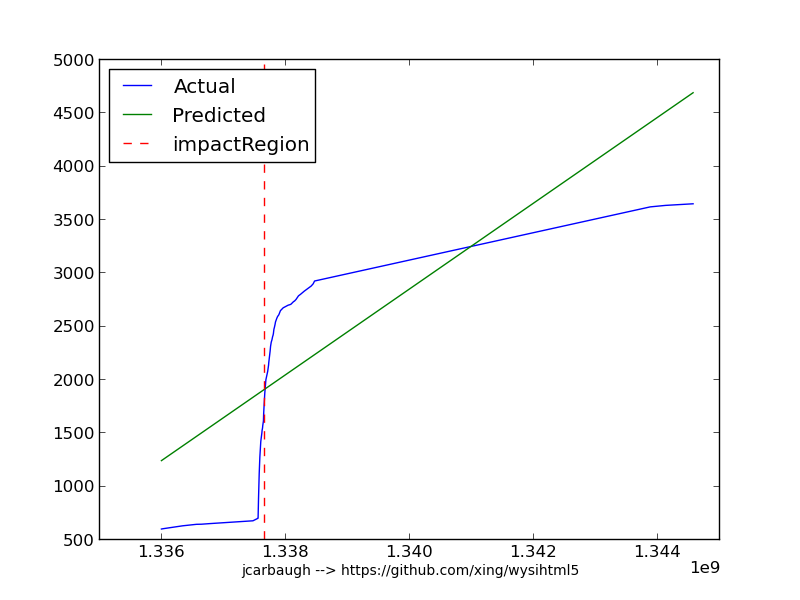 5000
4500
4000
3500
3000
2500
2000
1500
1000
500
Actual
Predicted
impactRegion
1.336 1.338 1.340 1.342 1.344
1e9
jcarbaugh --> https://github.com/xing/wysihtml5